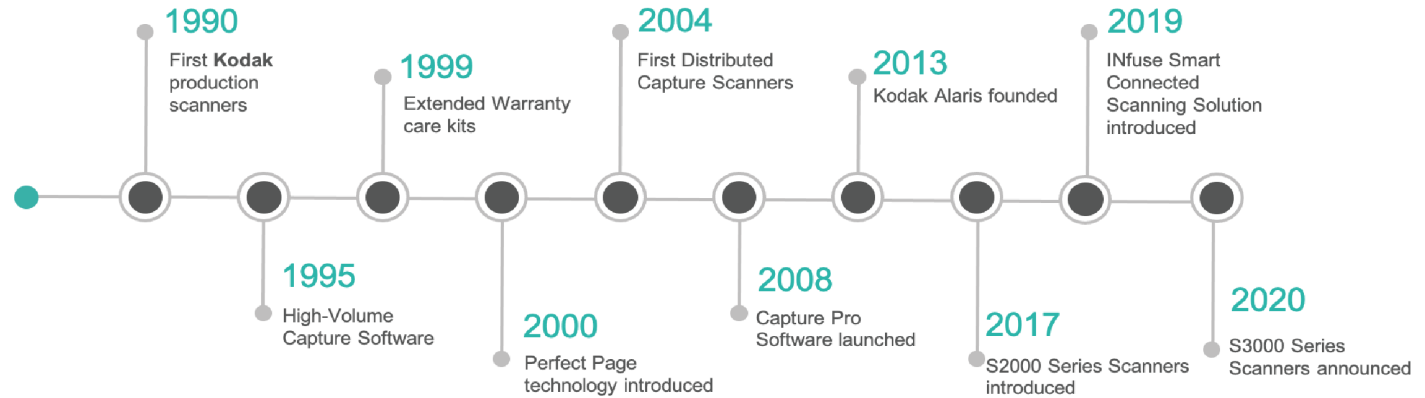 1990
First Kodak
production
scanners
1995
High-Volume
Capture Software
1999
Extended Warranty
care kits
2000
Perfect Page
technology introduced
2004
First Distributed
Capture Scanners
2008
Capture Pro
Software launched
2013
Kodak Alaris founded
2017
S2000 Series Scanners
introduced
2019
INfuse Smart
Connected
Scanning Solution
introduced
2020
S3000 Series
Scanners announced